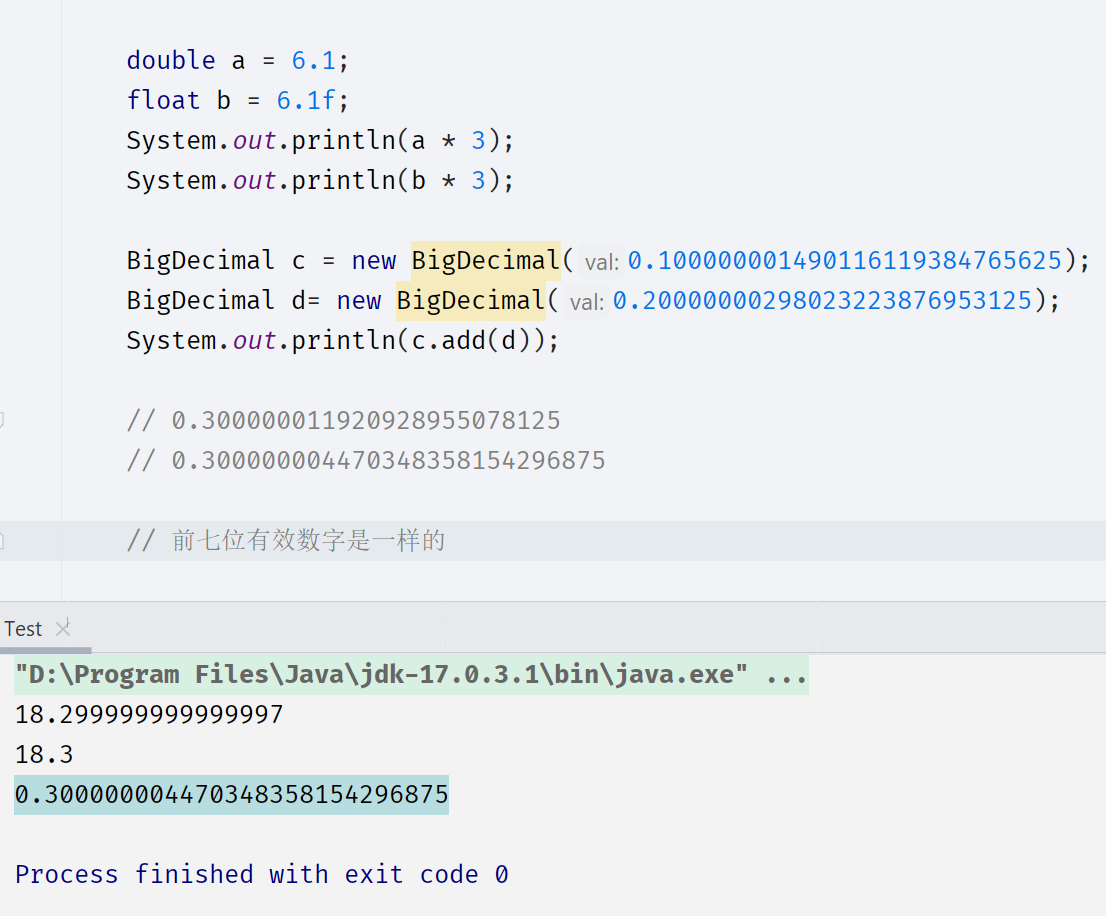 double a = 6.1;
float b = 6.1f;
System.out.println(a * 3);
System.out.println(b * 3);
BigDecimal c = new BigDecimal( val: 0.100000001490116119384765625);
BigDecimal d= new BigDecimal( val: 0.20000000298023223876953125);
System.out.println(c.add(d));
// 0.300000011920928955078125
// 0.300000004470348358154296875
// 前七位有效数字是一样的
Test
"D:\Program Files\Java\jdk-17.0.3.1\bin\java.exe" ...
18.299999999999997
18.3
0.300000004470348358154296875
Process finished with exit code 0